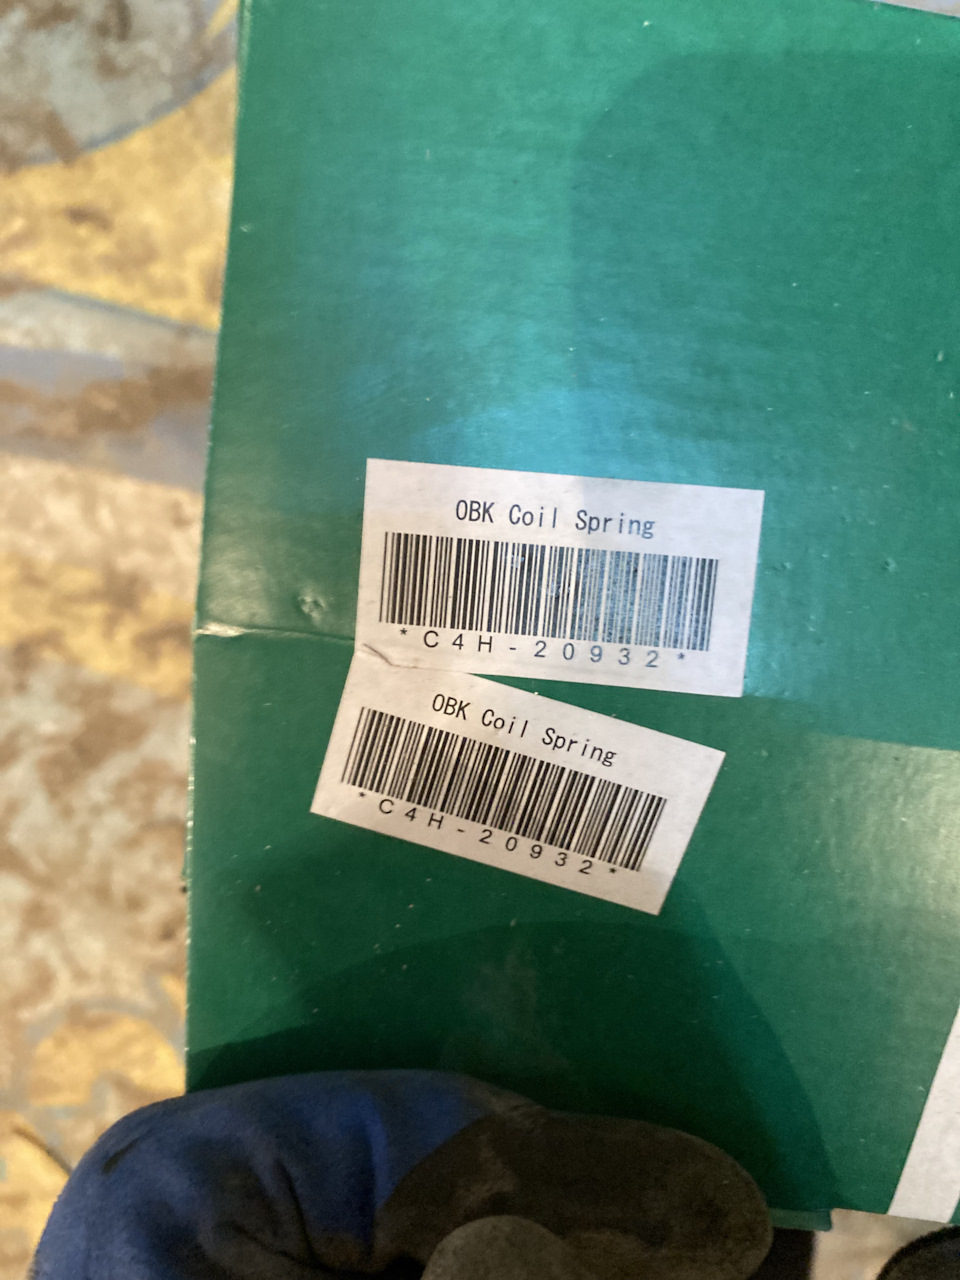 OBK Coil Spring
*C4H-20932*
OBK Coil Spring
*C4H-20932*